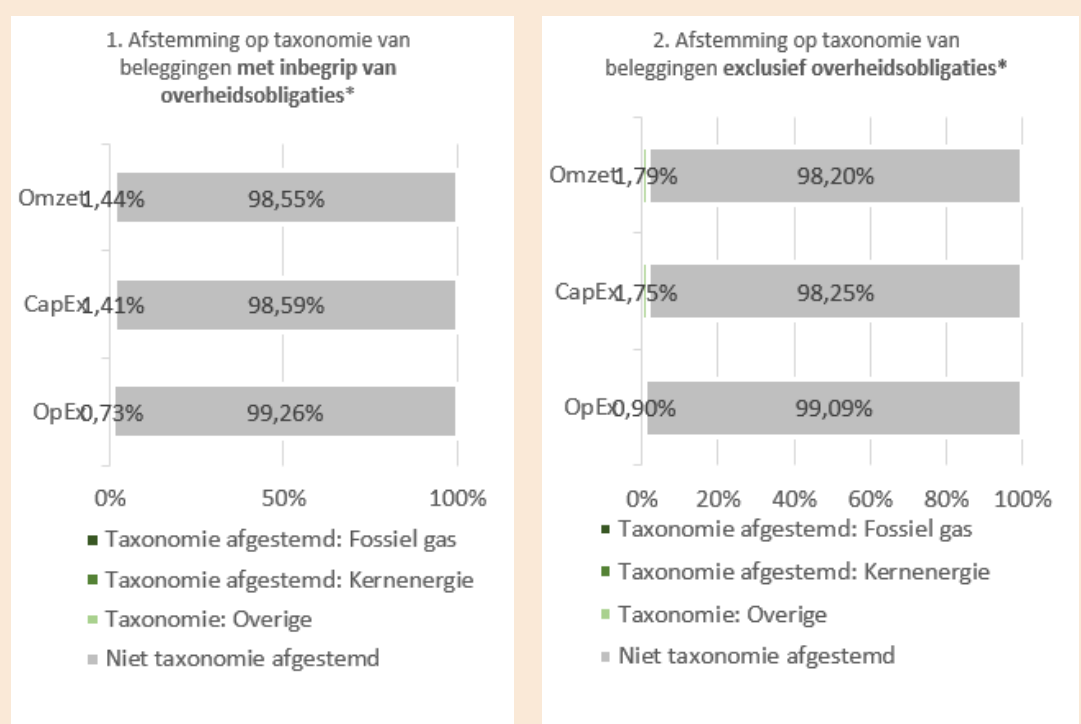 1. Afstemming op taxonomie van
beleggingen met inbegrip van
overheidsobligaties*
Omzet 1,44% 98,55%
CapEx 1,41% 98,59%
OpEx 0,73% 99,26%
0% 50% 100%
Taxonomie afgestemd: Fossiel gas
Taxonomie afgestemd: Kernenergie
Taxonomie: Overige
Niet taxonomie afgestemd
2. Afstemming op taxonomie van
beleggingen exclusief overheidsobligaties*
Omzet 1,79% 98,20%
CapEx 1,75% 98,25%
OpEx 0,90% 99,09%
0% 20% 40% 60% 80% 100%
Taxonomie afgestemd: Fossiel gas
Taxonomie afgestemd: Kernenergie
Taxonomie: Overige
Niet taxonomie afgestemd